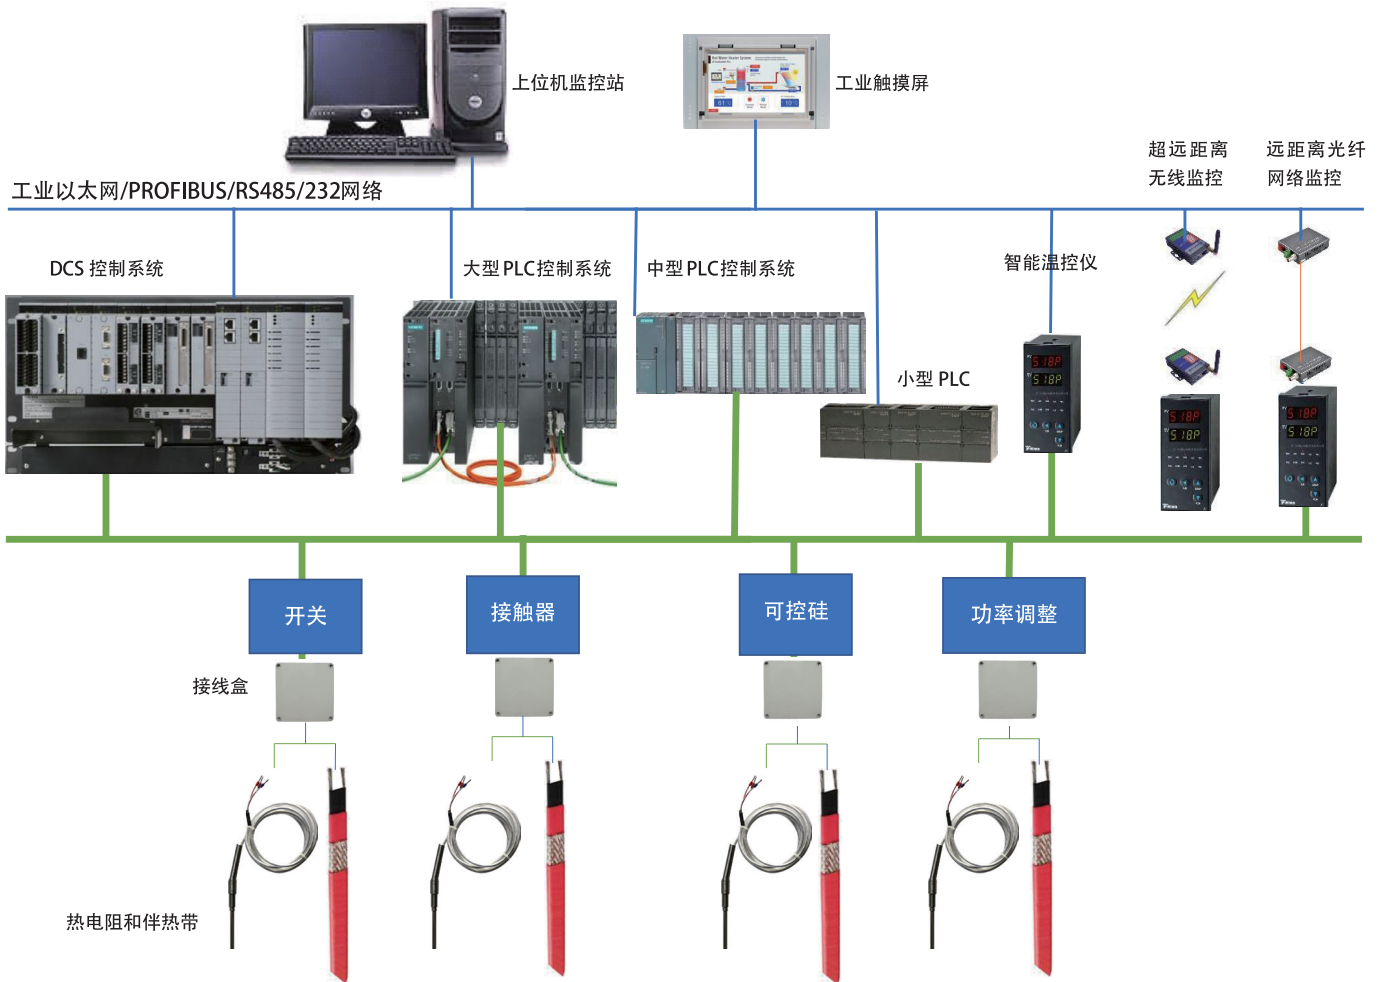 上位机监控站
工业触摸屏
超远距离
无线监控
远距离光纤
网络监控
工业以太网/PROFIBUS/RS485/232网络
DCS 控制系统
大型 PLC控制系统
中型 PLC控制系统
智能温控仪
小型 PLC
开关
接触器
可控硅
功率调整
接线盒
热电阻和伴热带